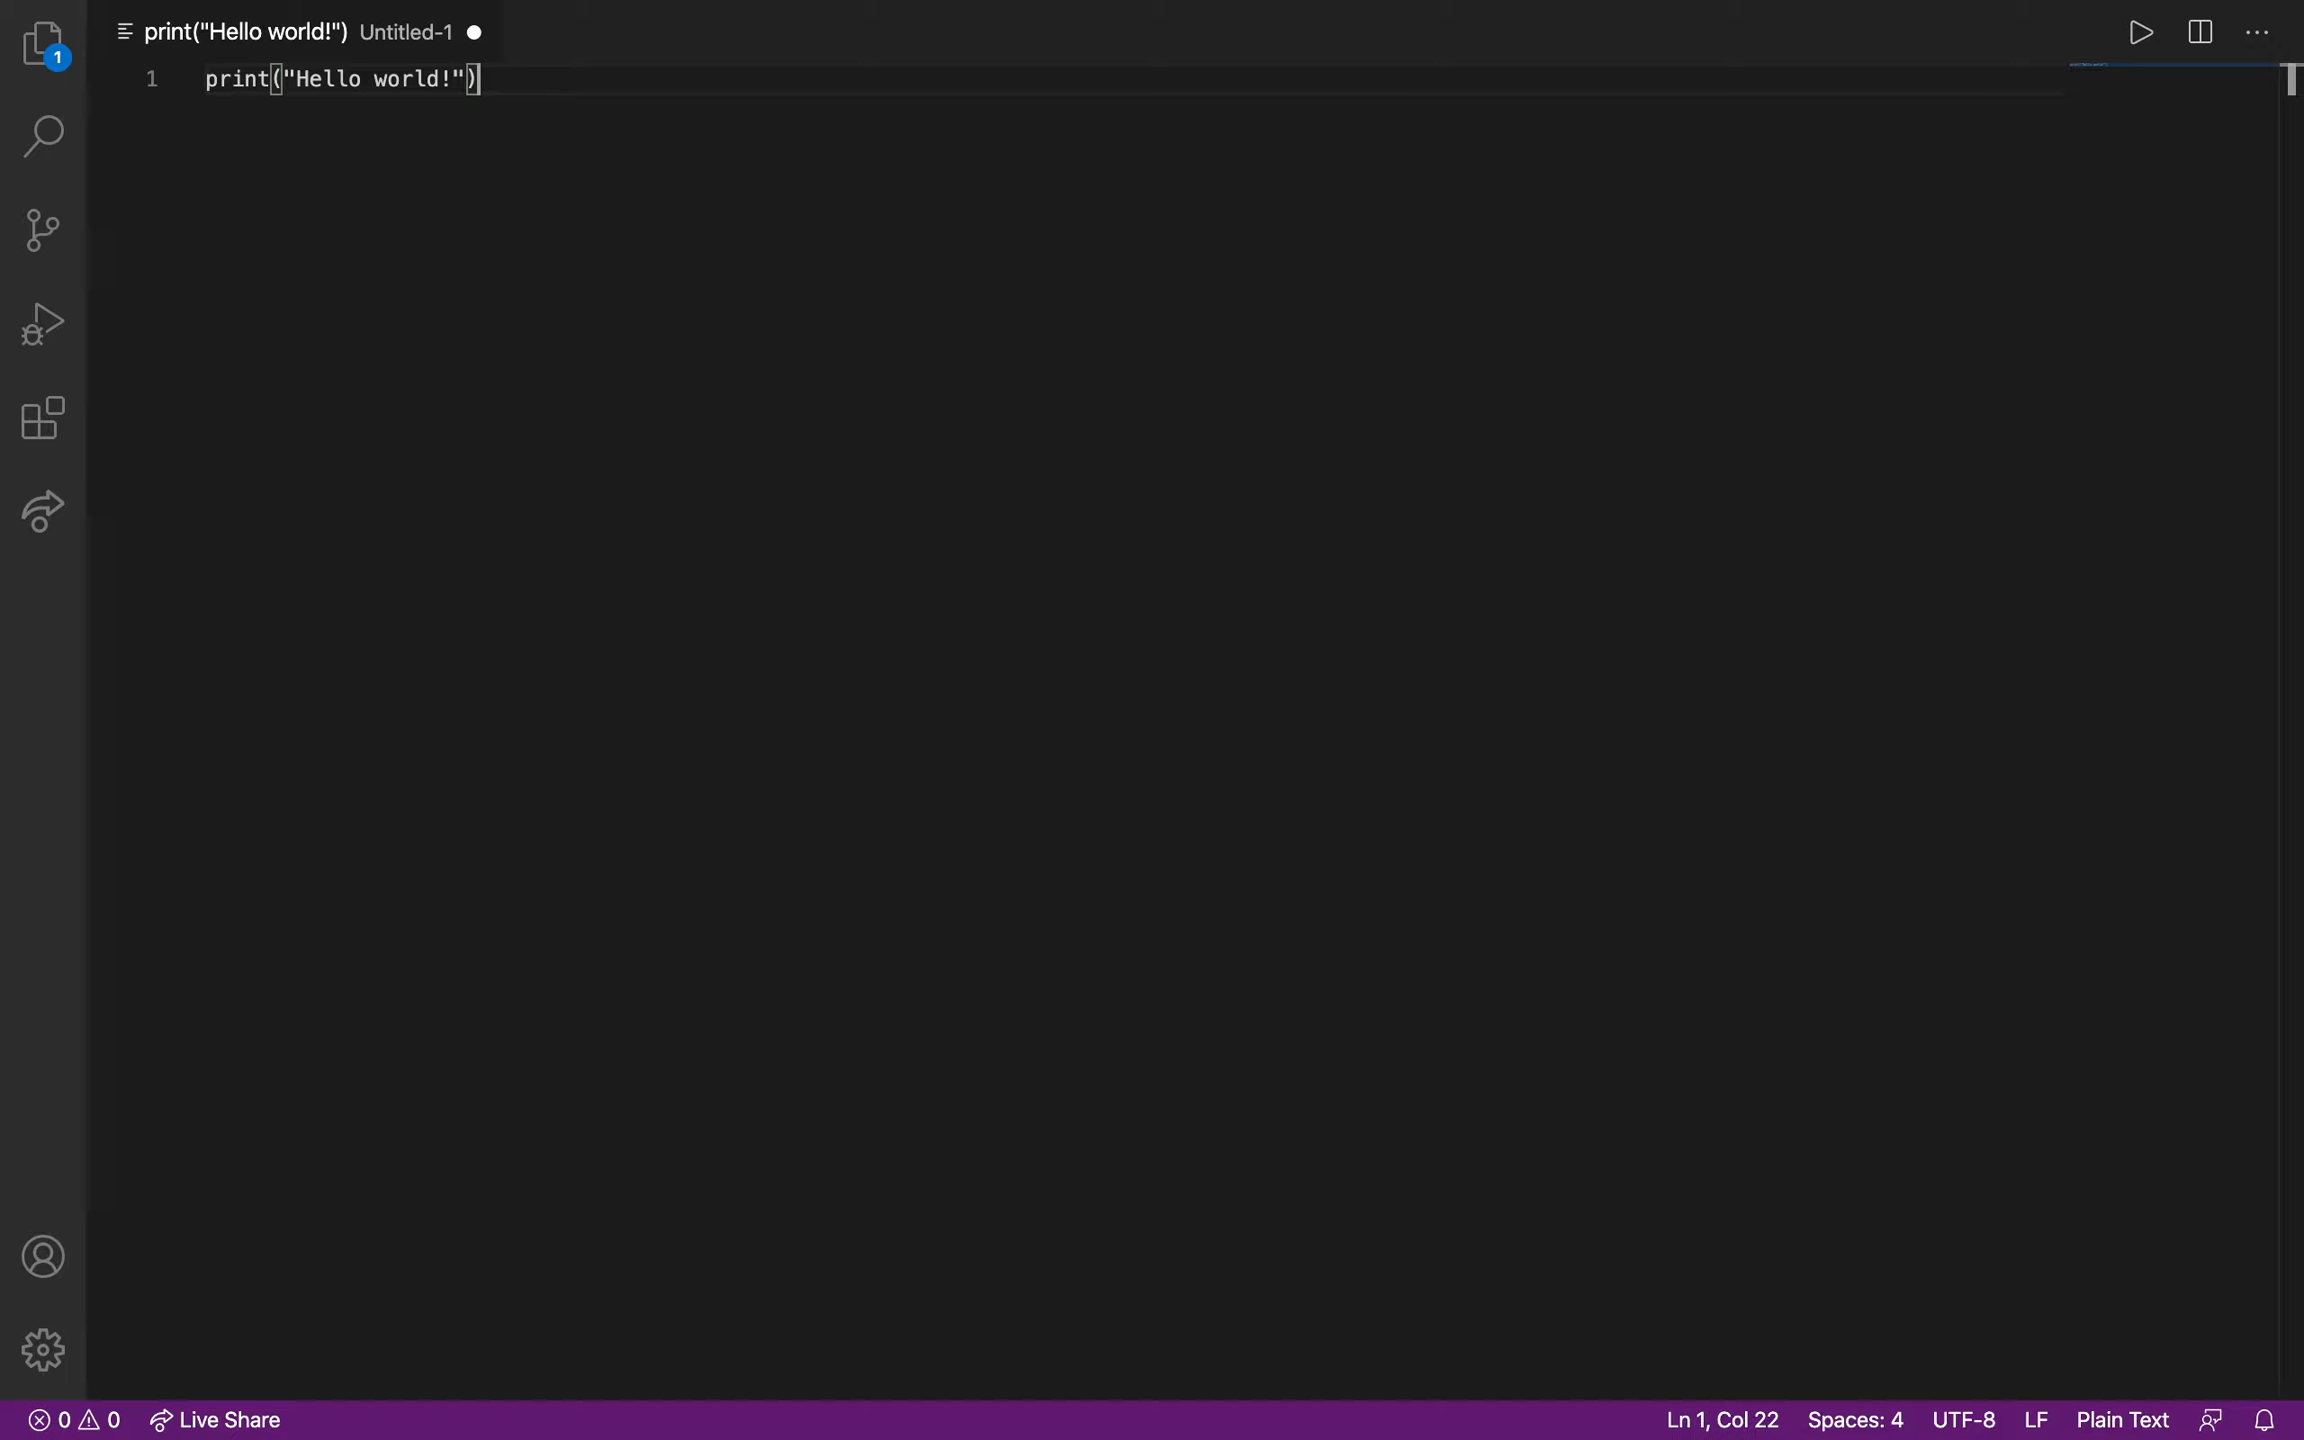 print("Hello world!") Untitled-1
1
1 print("Hello world!")
0 0 Live Share Ln 1, Col 22 Spaces: 4 UTF-8 LF Plain Text